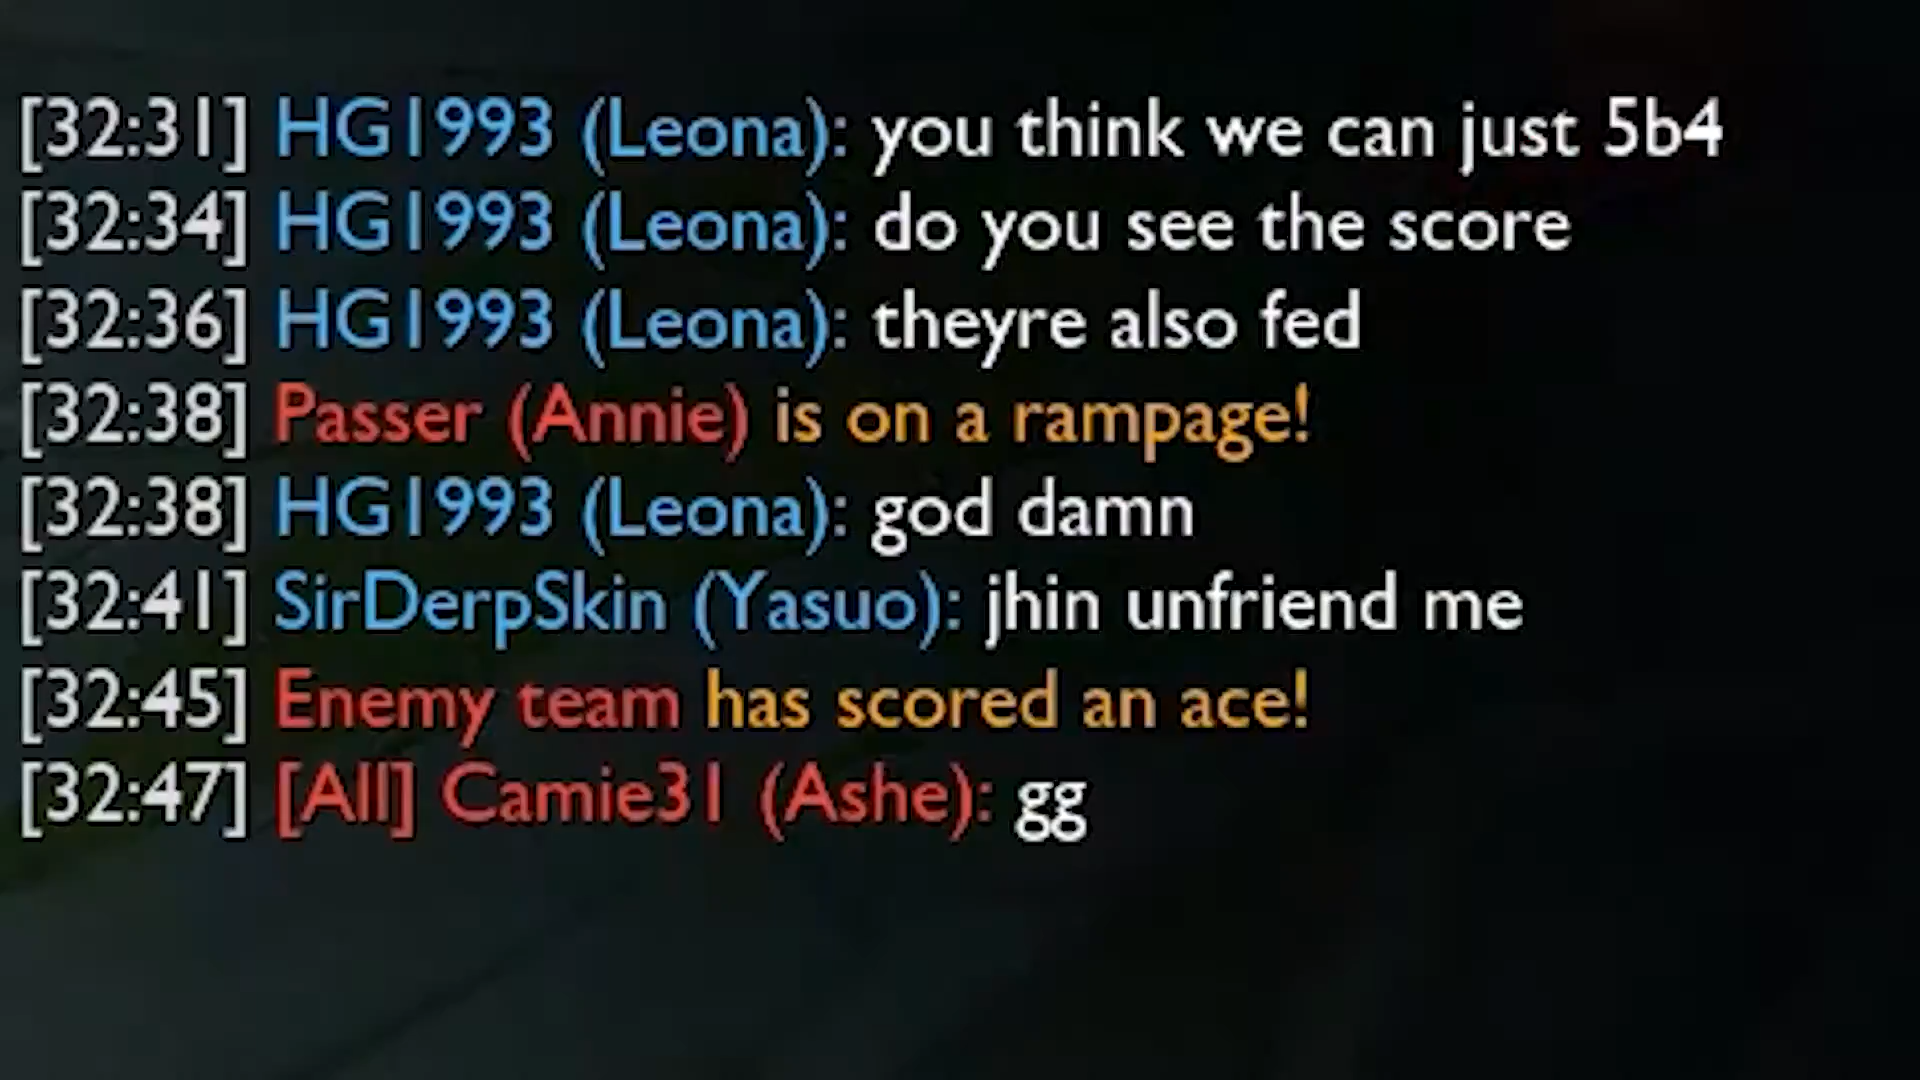 [32:31] HG1993 (Leona): you think we can just 5b4
[32:34] HG1993 (Leona): do you see the score
[32:36] HG1993 (Leona): theyre also fed
[32:38] Passer (Annie) is on a rampage!
[32:38] HG1993 (Leona): god damn
[32:41] SirDerpSkin (Yasuo): jhin unfriend me
[32:45] Enemy team has scored an ace!
[32:47] [All] Camie31 (Ashe): gg